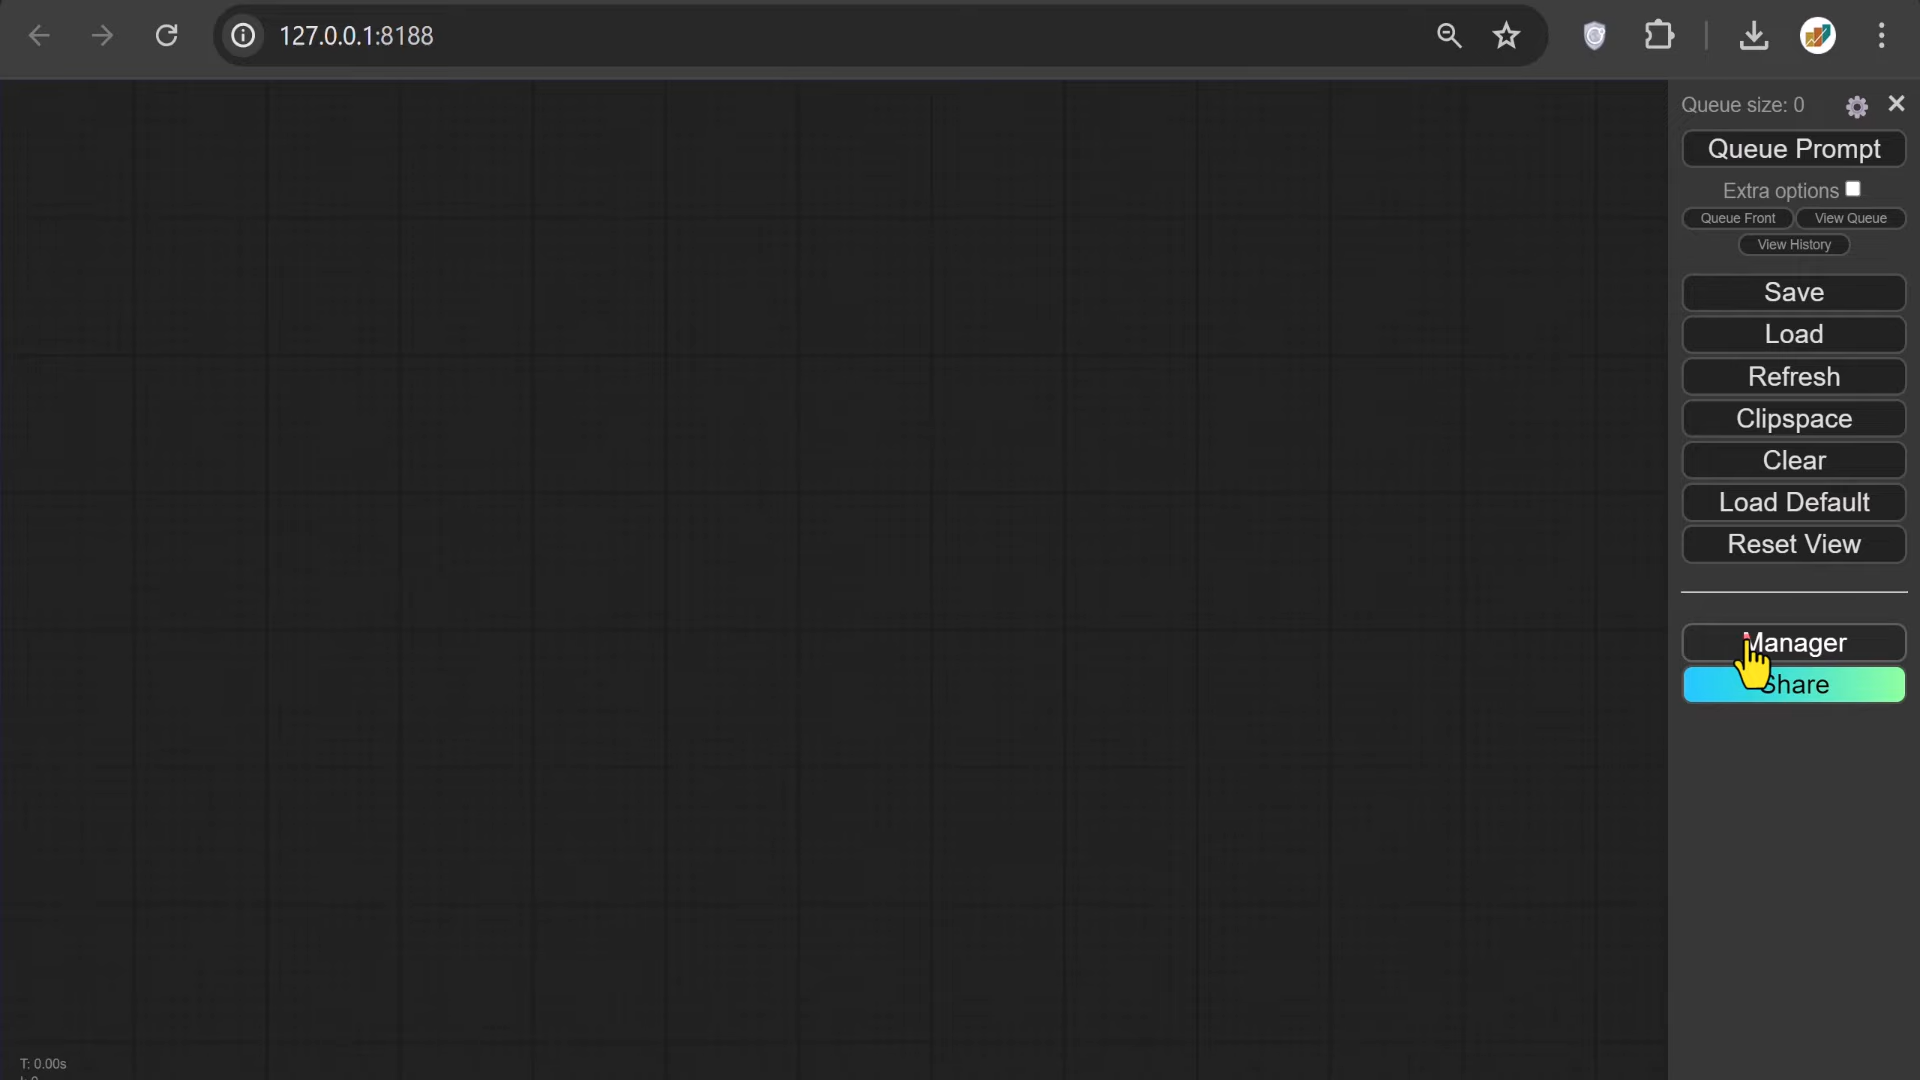 127.0.0.1:8188
Queue size: 0
Queue Prompt
Extra options
Queue Front
View Queue
View History
Save
Load
Refresh
Clipspace
Clear
Load Default
Reset View
Manager
Share
T: 0.00s